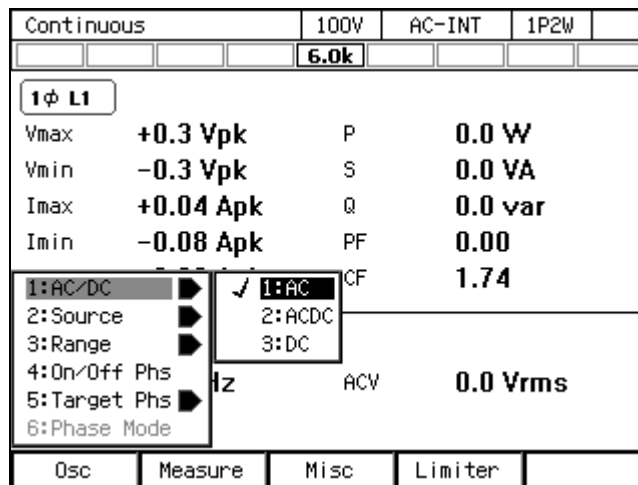 Continuous 100V AC-INT 1P2W
6.0k
1Φ L1
Vmax +0.3 Vpk P 0.0 W
Vmin -0.3 Vpk S 0.0 VA
Imax +0.04 Apk Q 0.0 var
Imin -0.08 Apk PF 0.00
1:AC/DC ✓ 1:AC CF 1.74
2:Source 2:ACDC
3:Range 3:DC
4:On/Off Phs Hz ACV 0.0 Vrms
5:Target Phs
6:Phase Mode
Osc Measure Misc Limiter